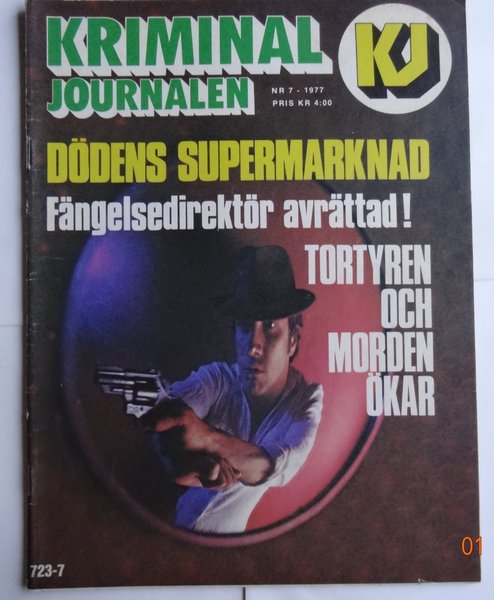 KRIMINAL
JOURNALEN
KJ
NR 7 - 1977
PRIS KR 4:00
DÖDENS SUPERMARKNAD
Fängelsedirektör avrättad!
TORTYREN
OCH
MORDEN
ÖKAR
723-7
01